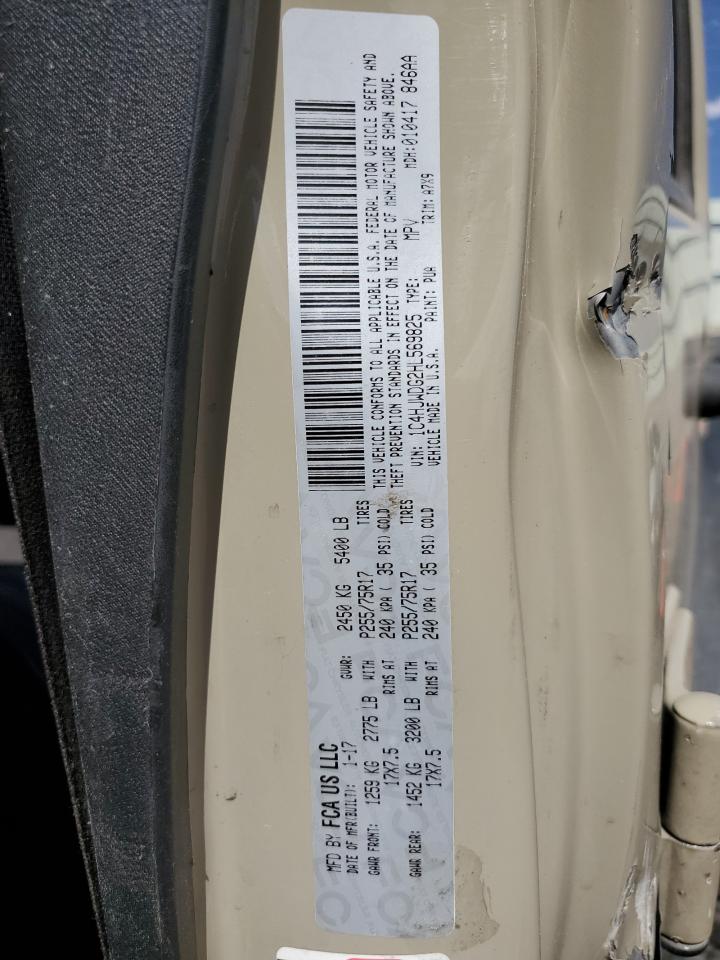 MFD BY FCA US LLC
DATE OF MFR(BUILT): 1-17 GVWR: 2450 KG 5400 LB
GAWR FRONT: 1259 KG 2775 LB WITH P255/75R17 TIRES
17X7.5 RIMS AT 240 KPA ( 35 PSI) COLD
GAWR REAR: 1452 KG 3200 LB WITH P255/75R17 TIRES
17X7.5 RIMS AT 240 KPA ( 35 PSI) COLD
THIS VEHICLE CONFORMS TO ALL APPLICABLE U.S.A. FEDERAL MOTOR VEHICLE SAFETY AND
THEFT PREVENTION STANDARDS IN EFFECT ON THE DATE OF MANUFACTURE SHOWN ABOVE.
VIN: 1C4HJWDG2HL569825 TYPE: MPV MDH:010417 846AA
VEHICLE MADE IN U.S.A. PAINT: PUA TRIM: A7X9